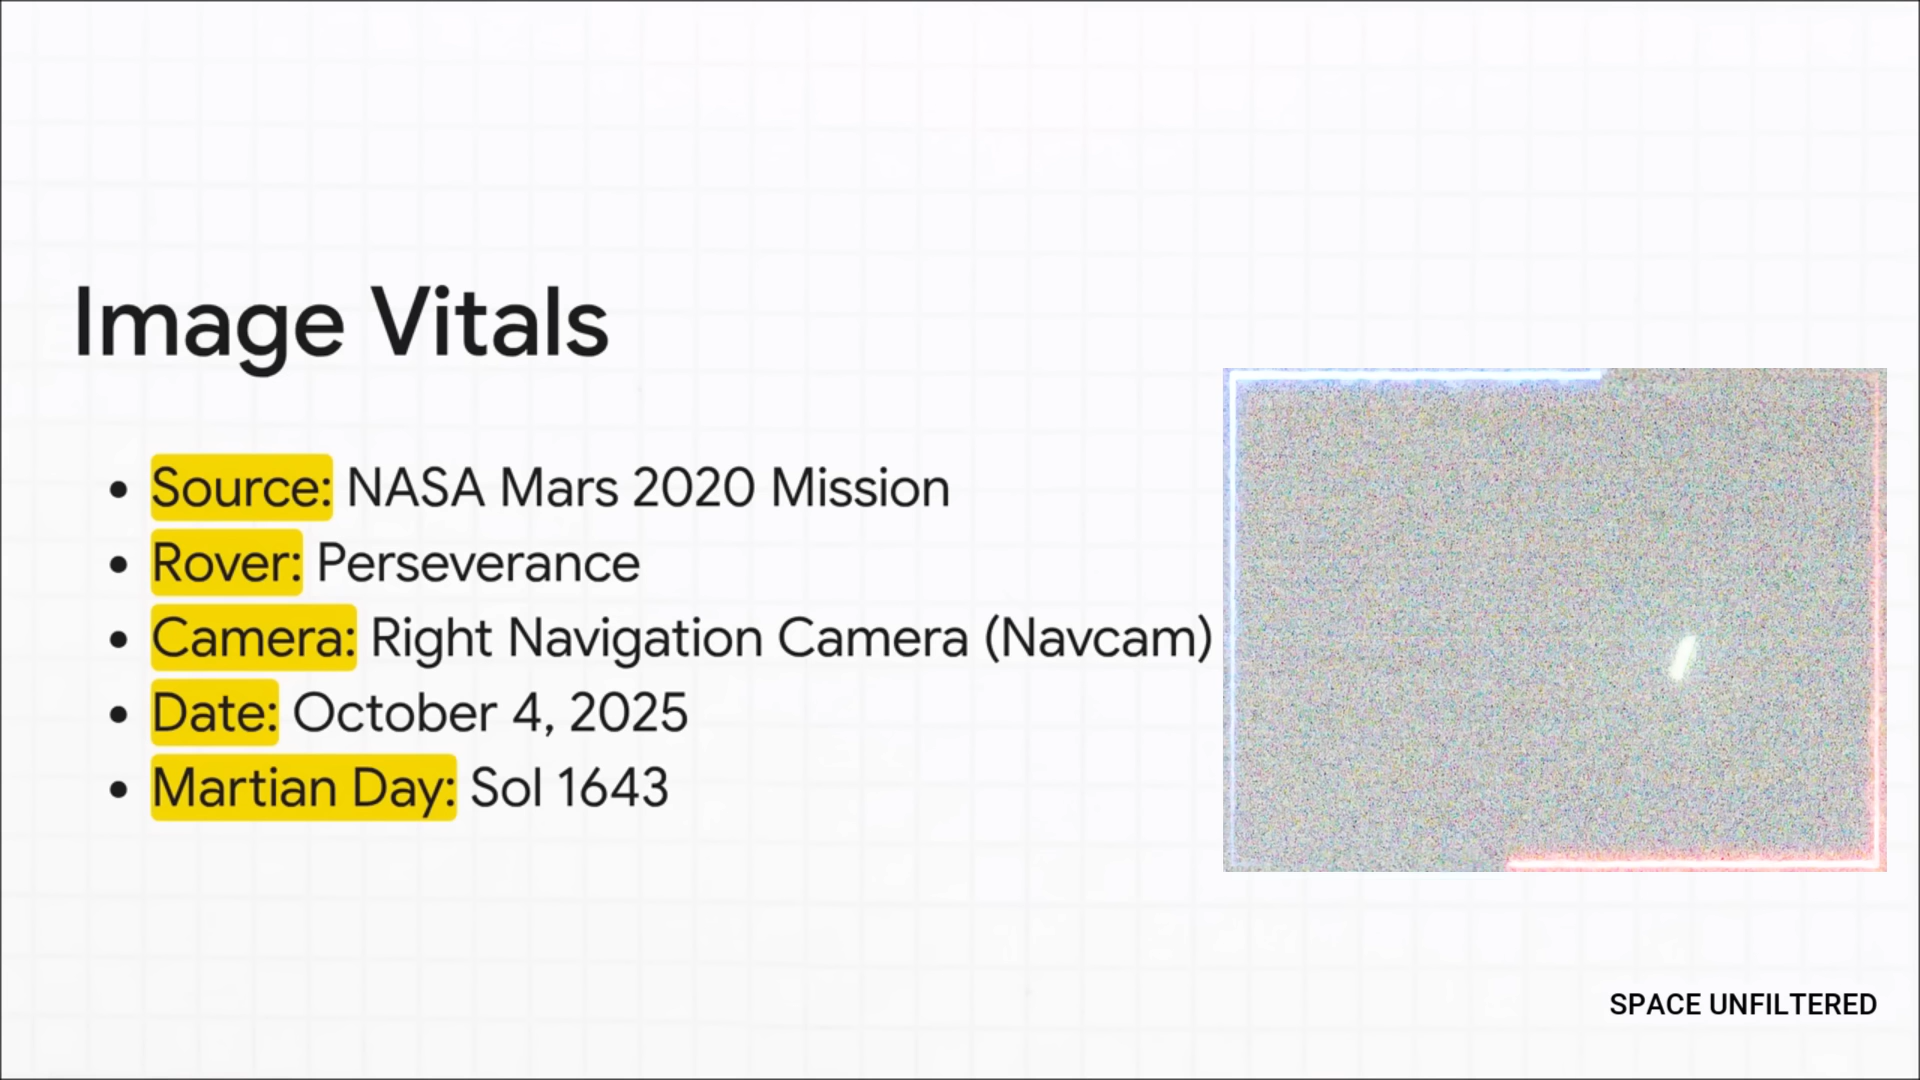 Image Vitals
• Source: NASA Mars 2020 Mission
• Rover: Perseverance
• Camera: Right Navigation Camera (Navcam)
• Date: October 4, 2025
• Martian Day: Sol 1643
SPACE UNFILTERED